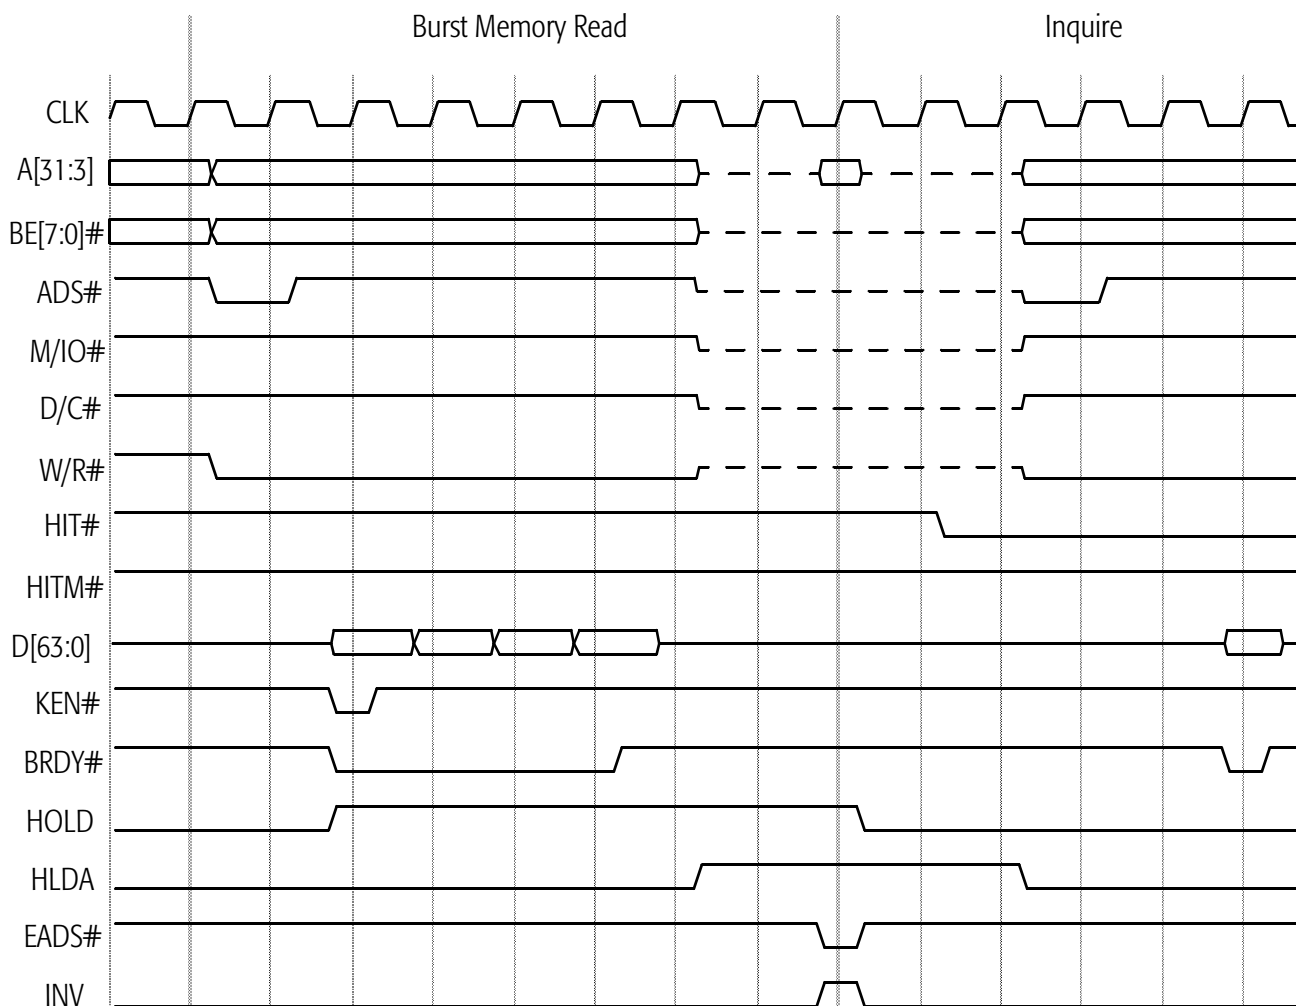 Burst Memory Read
Inquire
CLK
A[31:3]
BE[7:0]#
ADS#
M/IO#
D/C#
W/R#
HIT#
HITM#
D[63:0]
KEN#
BRDY#
HOLD
HLDA
EADS#
INV